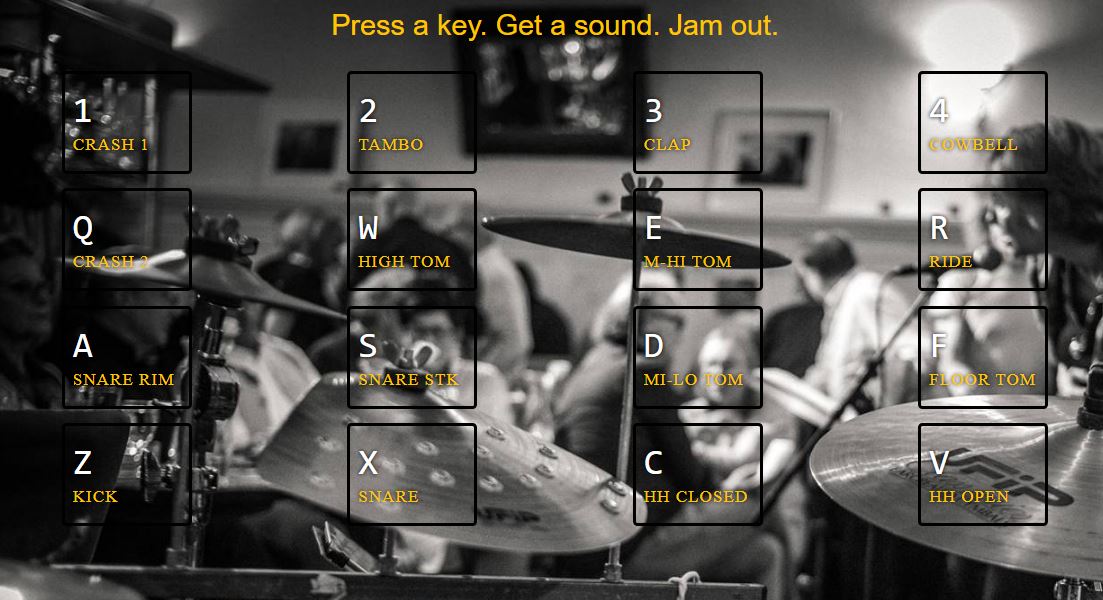 Press a key. Get a sound. Jam out.
1 2 3 4
CRASH 1 TAMBO CLAP COWBELL
Q W E R
CRASH 2 HIGH TOM M-HI TOM RIDE
A S D F
SNARE RIM SNARE STK MI-LO TOM FLOOR TOM
Z X C V
KICK SNARE HH CLOSED HH OPEN